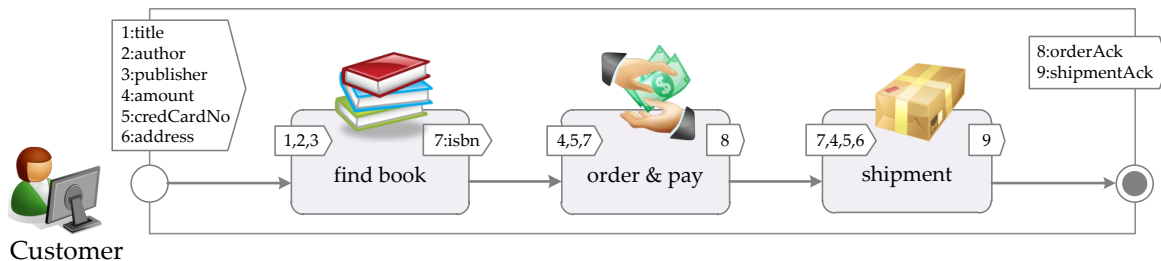 1:title
2:author
3:publisher
4:amount
5:credCardNo
6:address
8:orderAck
9:shipmentAck
1,2,3
7:isbn
4,5,7
8
7,4,5,6
9
find book
order & pay
shipment
Customer